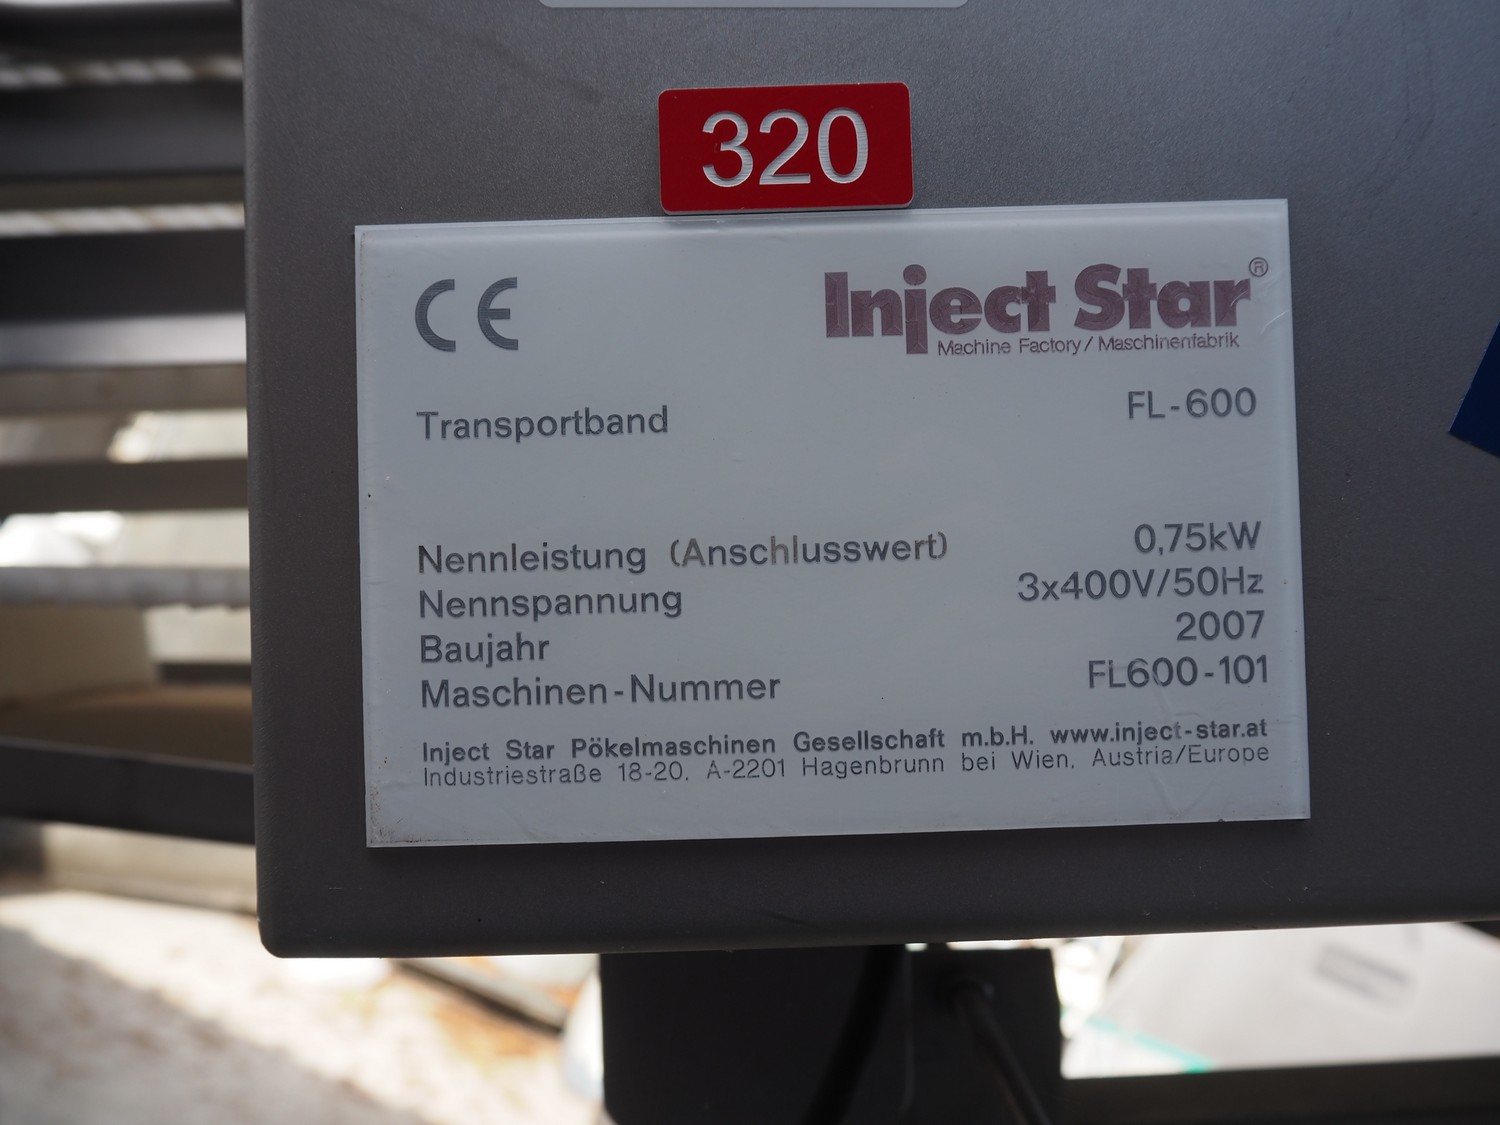 320
CE
Inject Star®
Machine Factory / Maschinenfabrik
Transportband FL-600
Nennleistung (Anschlusswert) 0,75kW
Nennspannung 3x400V/50Hz
Baujahr 2007
Maschinen-Nummer FL600-101
Inject Star Pökelmaschinen Gesellschaft m.b.H. www.inject-star.at
Industriestraße 18-20. A-2201 Hagenbrunn bei Wien. Austria/Europe